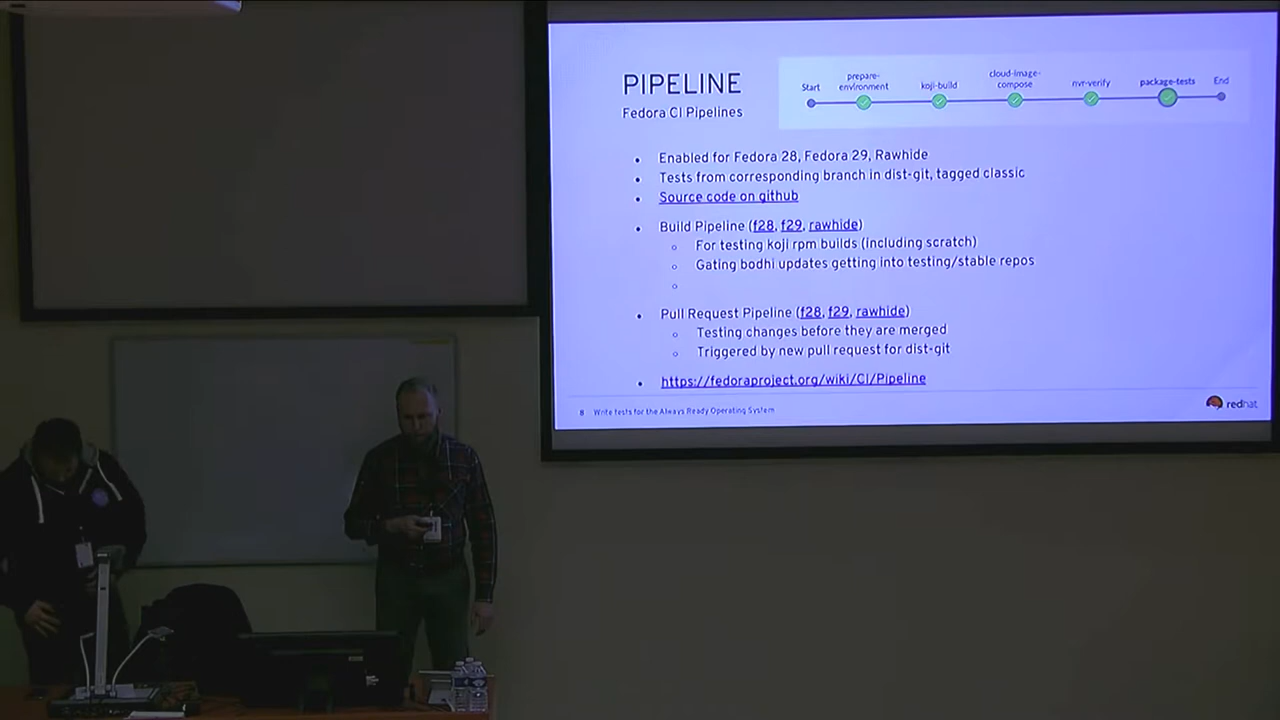 PIPELINE
Fedora CI Pipelines
Start
prepare-
environment
koji-build
cloud-image-
compose
nvr-verify
package-tests
End
Enabled for Fedora 28, Fedora 29, Rawhide
Tests from corresponding branch in dist-git, tagged classic
Source code on github
Build Pipeline (f28, f29, rawhide)
For testing koji rpm builds (including scratch)
Gating bodhi updates getting into testing/stable repos
Pull Request Pipeline (f28, f29, rawhide)
Testing changes before they are merged
Triggered by new pull request for dist-git
https://fedoraproject.org/wiki/CI/Pipeline
8 Write tests for the Always Ready Operating System
redhat